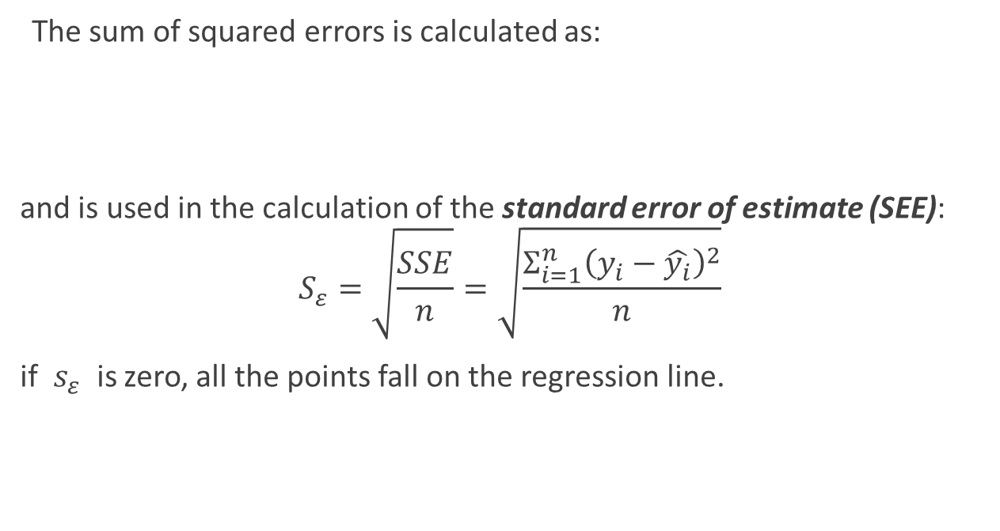 The sum of squared errors is calculated as:
and is used in the calculation of the standard error of estimate (SEE):
$S_{\varepsilon} = \sqrt{\frac{SSE}{n}} = \sqrt{\frac{\Sigma_{i=1}^{n}(y_i - \hat{y}_i)^2}{n}}$
if $s_{\varepsilon}$ is zero, all the points fall on the regression line.